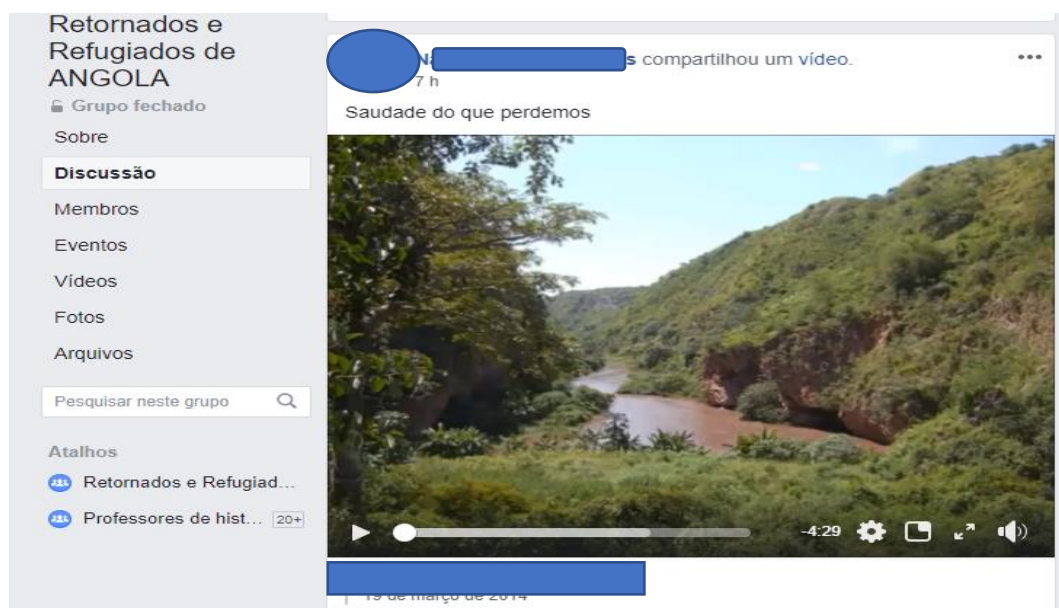 Retornados e
Refugiados de
ANGOLA
Grupo fechado
Sobre
Discussão
Membros
Eventos
Vídeos
Fotos
Arquivos
Pesquisar neste grupo
Atalhos
Retornados e Refugiad...
Professores de hist... 20+
compartilhou um vídeo.
7 h
Saudade do que perdemos
-4:29
19 de março de 2014